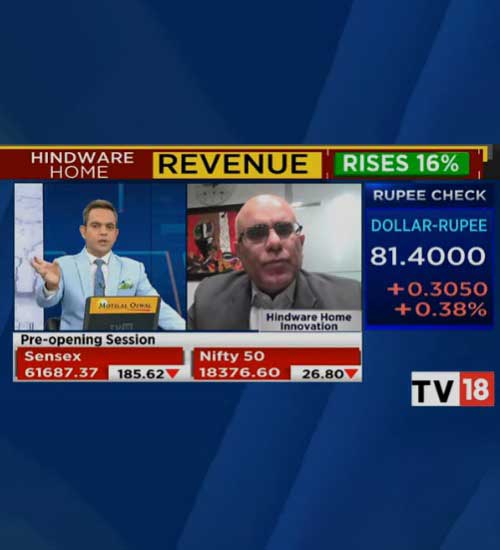 HINDWARE
HOME
REVENUE
RISES 16%
RUPEE CHECK
DOLLAR-RUPEE
81.4000
+0.3050
+0.38%
MOTILAL OSWAL
Hindware Home
Innovation
Pre-opening Session
Sensex
61687.37 185.62▼
Nifty 50
18376.60 26.80▼
TV18